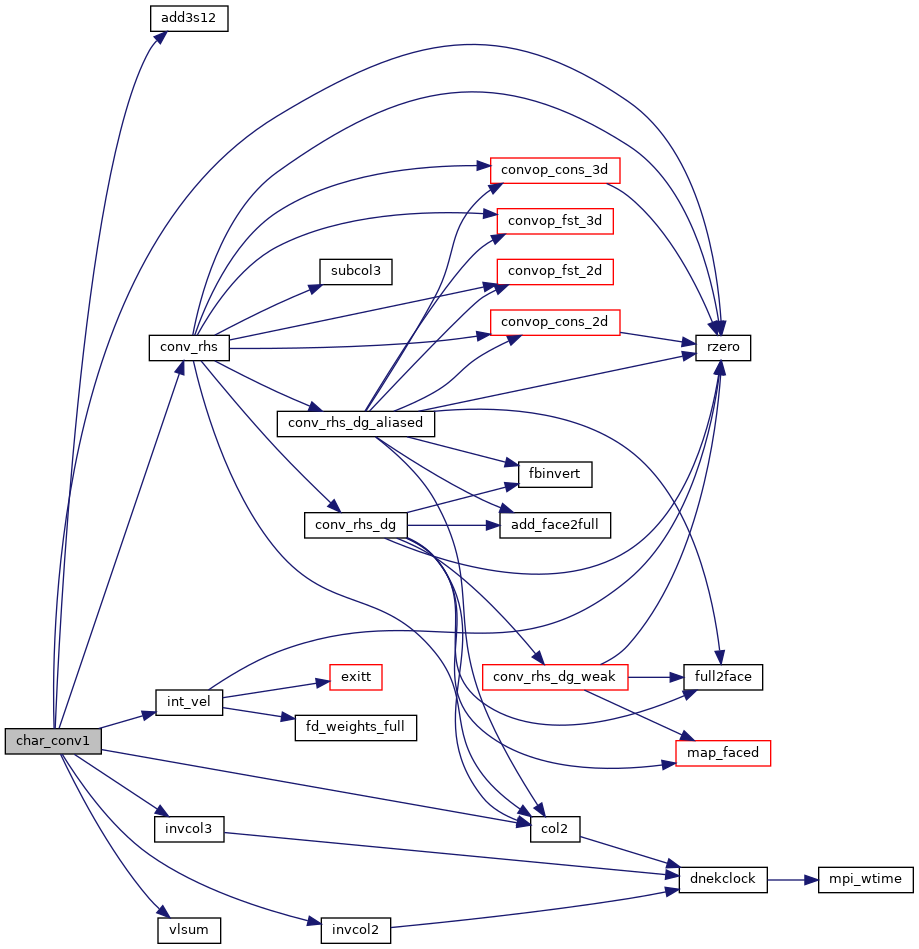 add3s12
convop_cons_3d
convop_fst_3d
subcol3
convop_fst_2d
convop_cons_2d
conv_rhs
rzero
conv_rhs_dg_aliased
fbinvert
conv_rhs_dg
add_face2full
exitt
conv_rhs_dg_weak
full2face
int_vel
fd_weights_full
char_conv1
map_faced
invcol3
col2
dnekclock
mpi_wtime
vlsum
invcol2